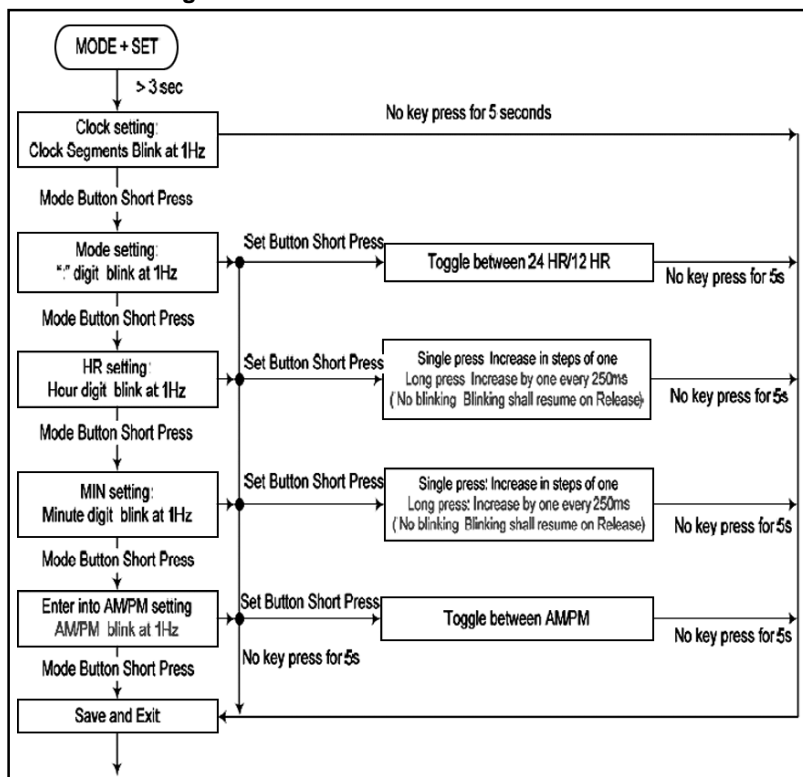 MODE + SET
> 3 sec
Clock setting:
Clock Segments Blink at 1Hz
No key press for 5 seconds
Mode Button Short Press
Mode setting:
":" digit blink at 1Hz
Set Button Short Press
Toggle between 24 HR/12 HR
No key press for 5s
Mode Button Short Press
HR setting:
Hour digit blink at 1Hz
Set Button Short Press
Single press Increase in steps of one
Long press Increase by one every 250ms
( No blinking Blinking shall resume on Release)
No key press for 5s
Mode Button Short Press
MIN setting:
Minute digit blink at 1Hz
Set Button Short Press
Single press: Increase in steps of one
Long press: Increase by one every 250ms
( No blinking Blinking shall resume on Release)
No key press for 5s
Mode Button Short Press
Enter into AM/PM setting
AM/PM blink at 1Hz
Set Button Short Press
Toggle between AM/PM
No key press for 5s
No key press for 5s
Mode Button Short Press
Save and Exit